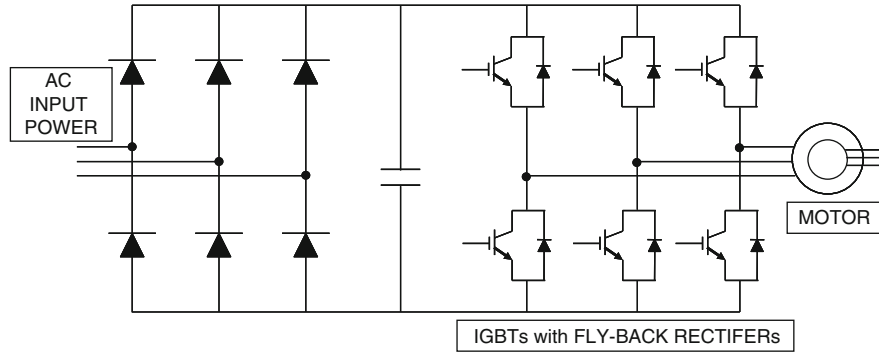 AC
INPUT
POWER
MOTOR
IGBTs with FLY-BACK RECTIFERs